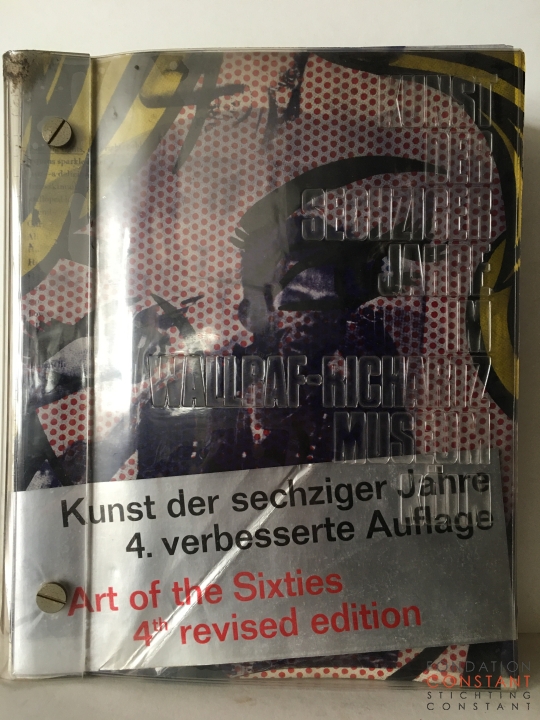 KUNST
DER
SECHZIGER
JAHRE
WALLRAF-RICHARTZ
MUSEUM
Kunst der sechziger Jahre
4. verbesserte Auflage
Art of the Sixties
4th revised edition
FONDATION
CONSTANT
STICHTING
CONSTANT